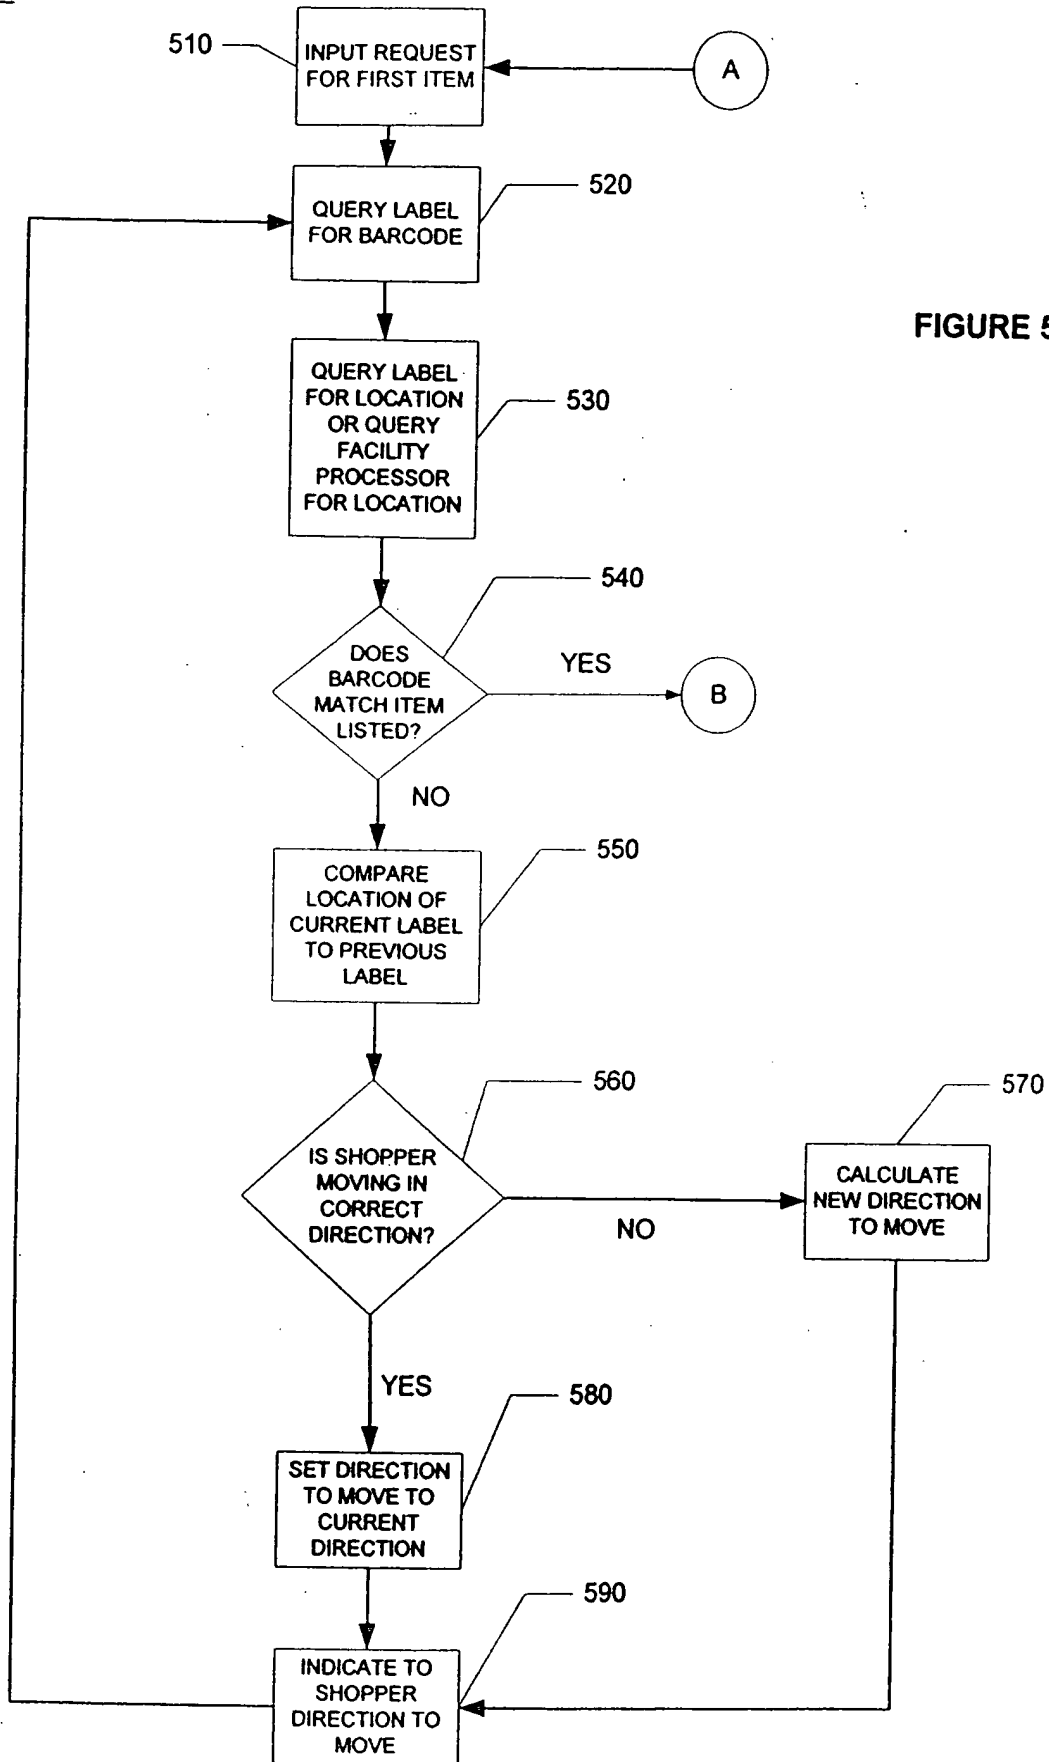 510
INPUT REQUEST
FOR FIRST ITEM
A
520
QUERY LABEL
FOR BARCODE
FIGURE 5
QUERY LABEL
FOR LOCATION
OR QUERY
FACILITY
PROCESSOR
FOR LOCATION
530
540
DOES
BARCODE
MATCH ITEM
LISTED?
YES
B
NO
550
COMPARE
LOCATION OF
CURRENT LABEL
TO PREVIOUS
LABEL
560
570
IS SHOPPER
MOVING IN
CORRECT
DIRECTION?
NO
CALCULATE
NEW DIRECTION
TO MOVE
YES
580
SET DIRECTION
TO MOVE TO
CURRENT
DIRECTION
590
INDICATE TO
SHOPPER
DIRECTION TO
MOVE